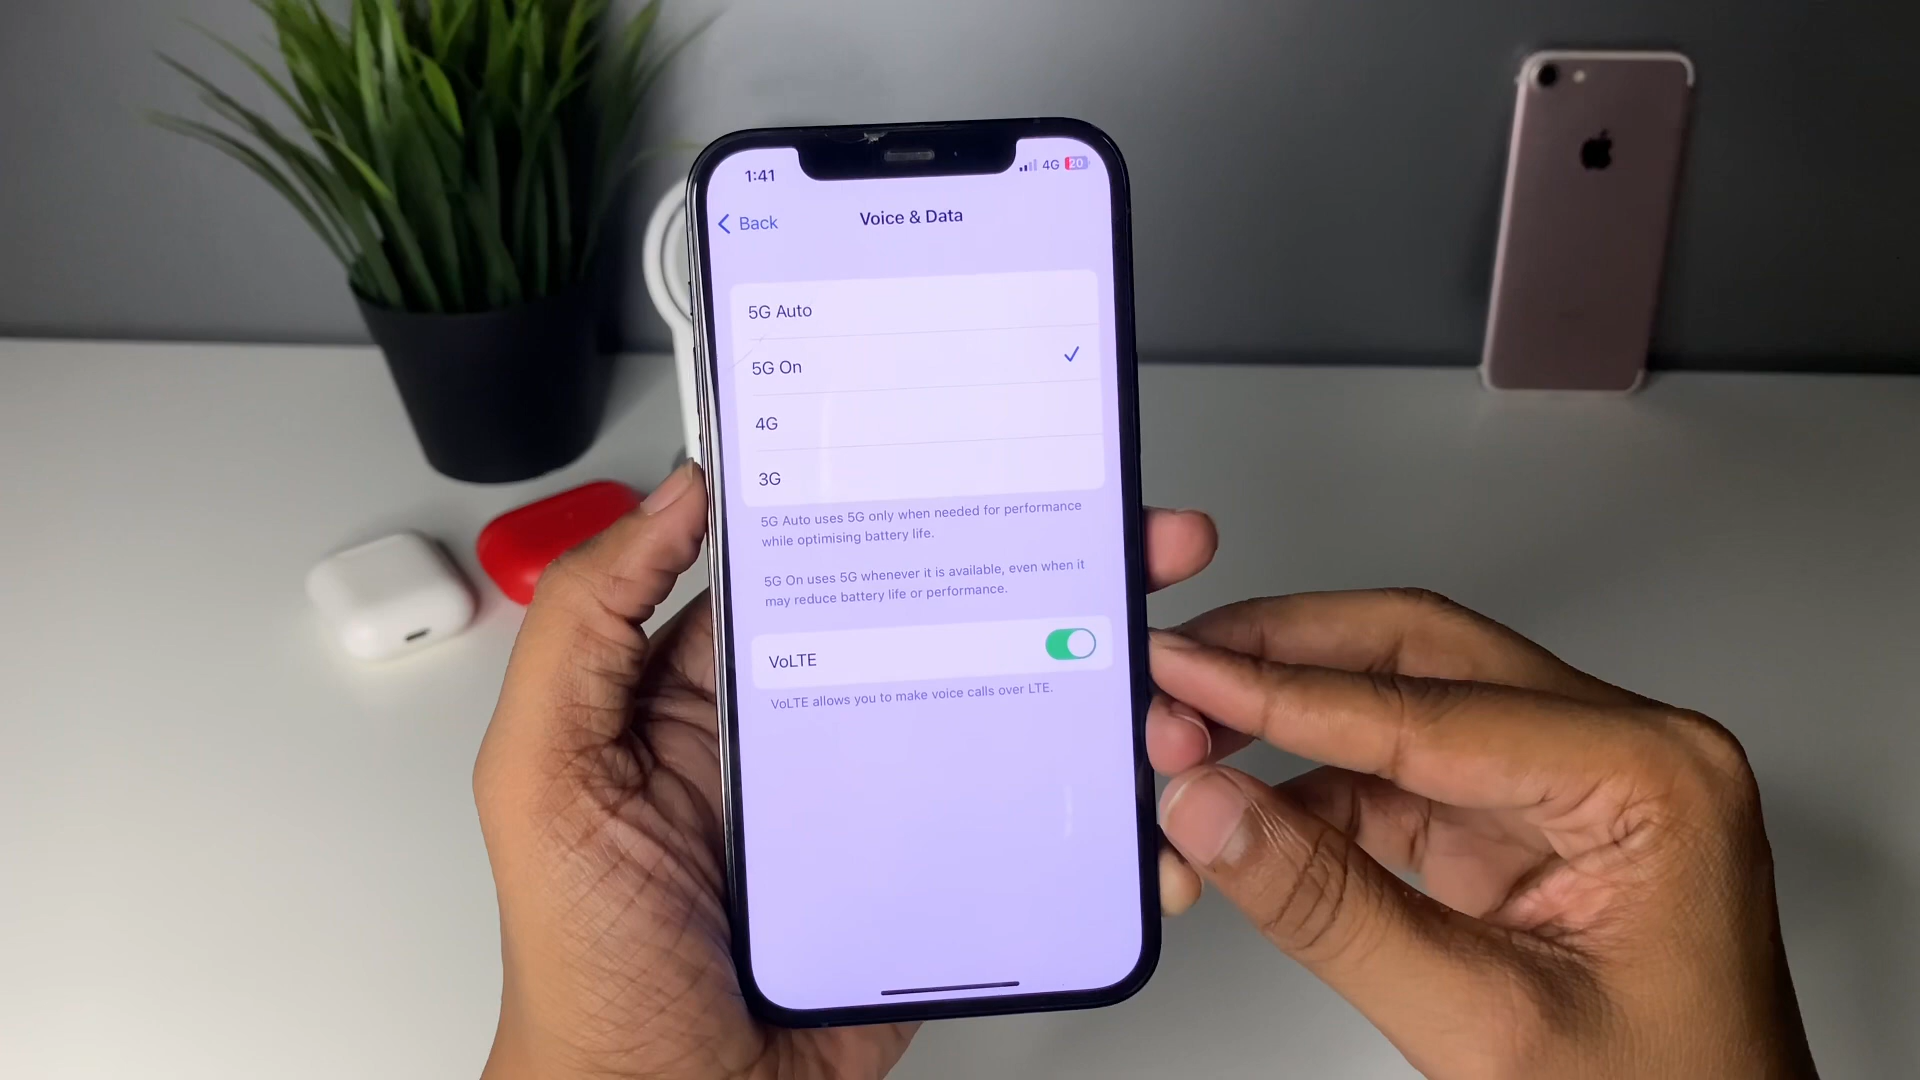 1:41
4G 20
Back
Voice & Data
5G Auto
5G On
4G
3G
5G Auto uses 5G only when needed for performance
while optimising battery life.
5G On uses 5G whenever it is available, even when it
may reduce battery life or performance.
VoLTE
VoLTE allows you to make voice calls over LTE.